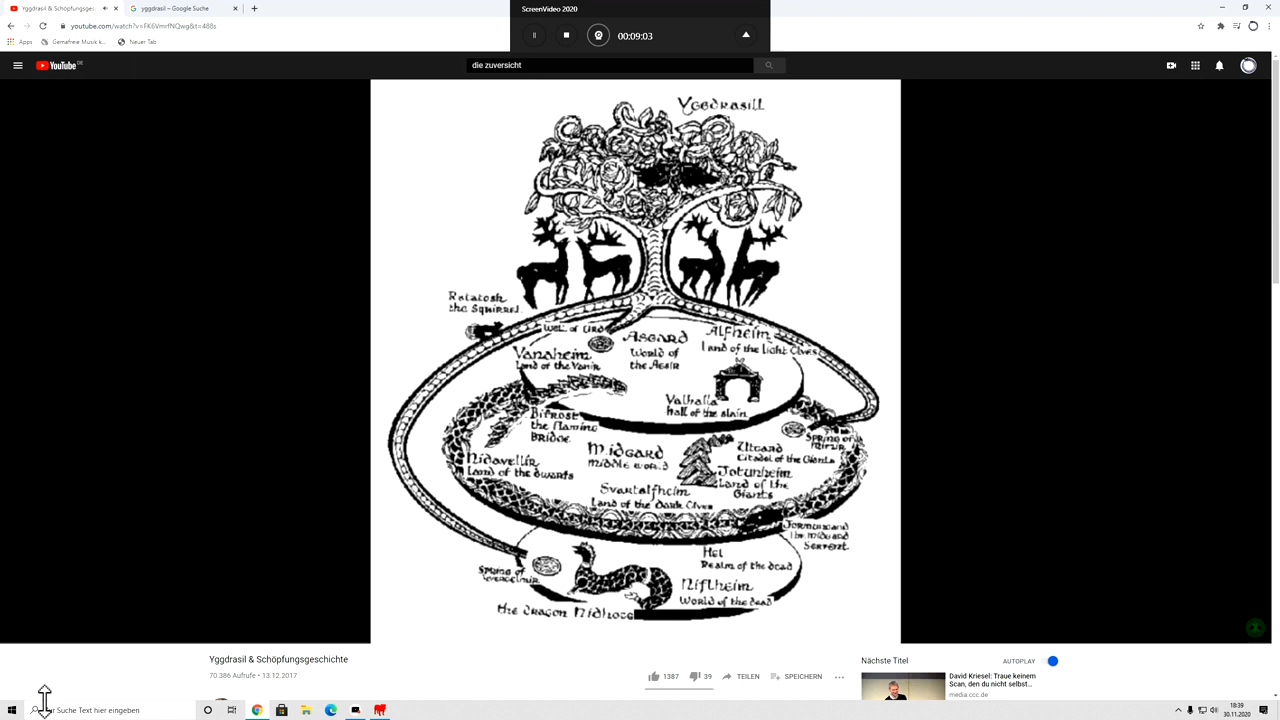 Yggdrasil & Schöpfungsges
yggdrasil – Google Suche
ScreenVideo 2020
00:09:03
youtube.com/watch?v=FK6VmrfNQwg&t=488s
Apps
Gemafreie Musik k...
Neuer Tab
YouTube DE
die zuversicht
Yggdrasill
Ratatosk
the Squirrel
Well of Urd
Asgard
World of
the Aesir
Alfheim
Land of the Light Elves
Vanaheim
Land of the Vanir
Valhalla
hall of the slain
Bifrost
the flaming
Bridge
Spring of
Mimir
Midgard
middle world
Utgard
Citadel of the Giants
Nidavellir
Land of the dwarfs
Jotunheim
Land of the
Giants
Svartalfheim
Land of the Dark Elves
Serpent
Hel
Realm of the dead
Spring of
Niflheim
World of the dead
the dragon
Yggdrasil & Schöpfungsgeschichte
70.386 Aufrufe • 13.12.2017
1387
39
TEILEN
SPEICHERN
Nächste Titel
AUTOPLAY
David Kriesel: Traue keinem
Scan, den du nicht selbst...
media.ccc.de
Suche Text hier eingeben
18:39
30.11.2020